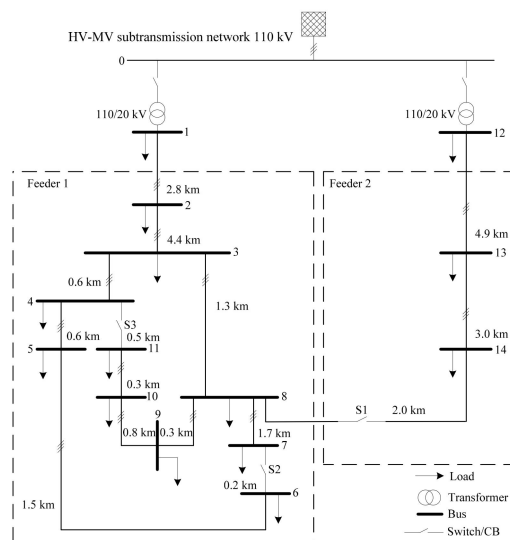 HV-MV subtransmission network 110 kV
0
110/20 kV
110/20 kV
1
12
Feeder 1
Feeder 2
2.8 km
2
4.4 km
4.9 km
3
13
0.6 km
1.3 km
4
S3
0.6 km
0.5 km
3.0 km
5
11
14
0.3 km
10
8
9
S1
2.0 km
0.8 km
0.3 km
1.7 km
7
S2
0.2 km
6
1.5 km
Load
Transformer
Bus
Switch/CB